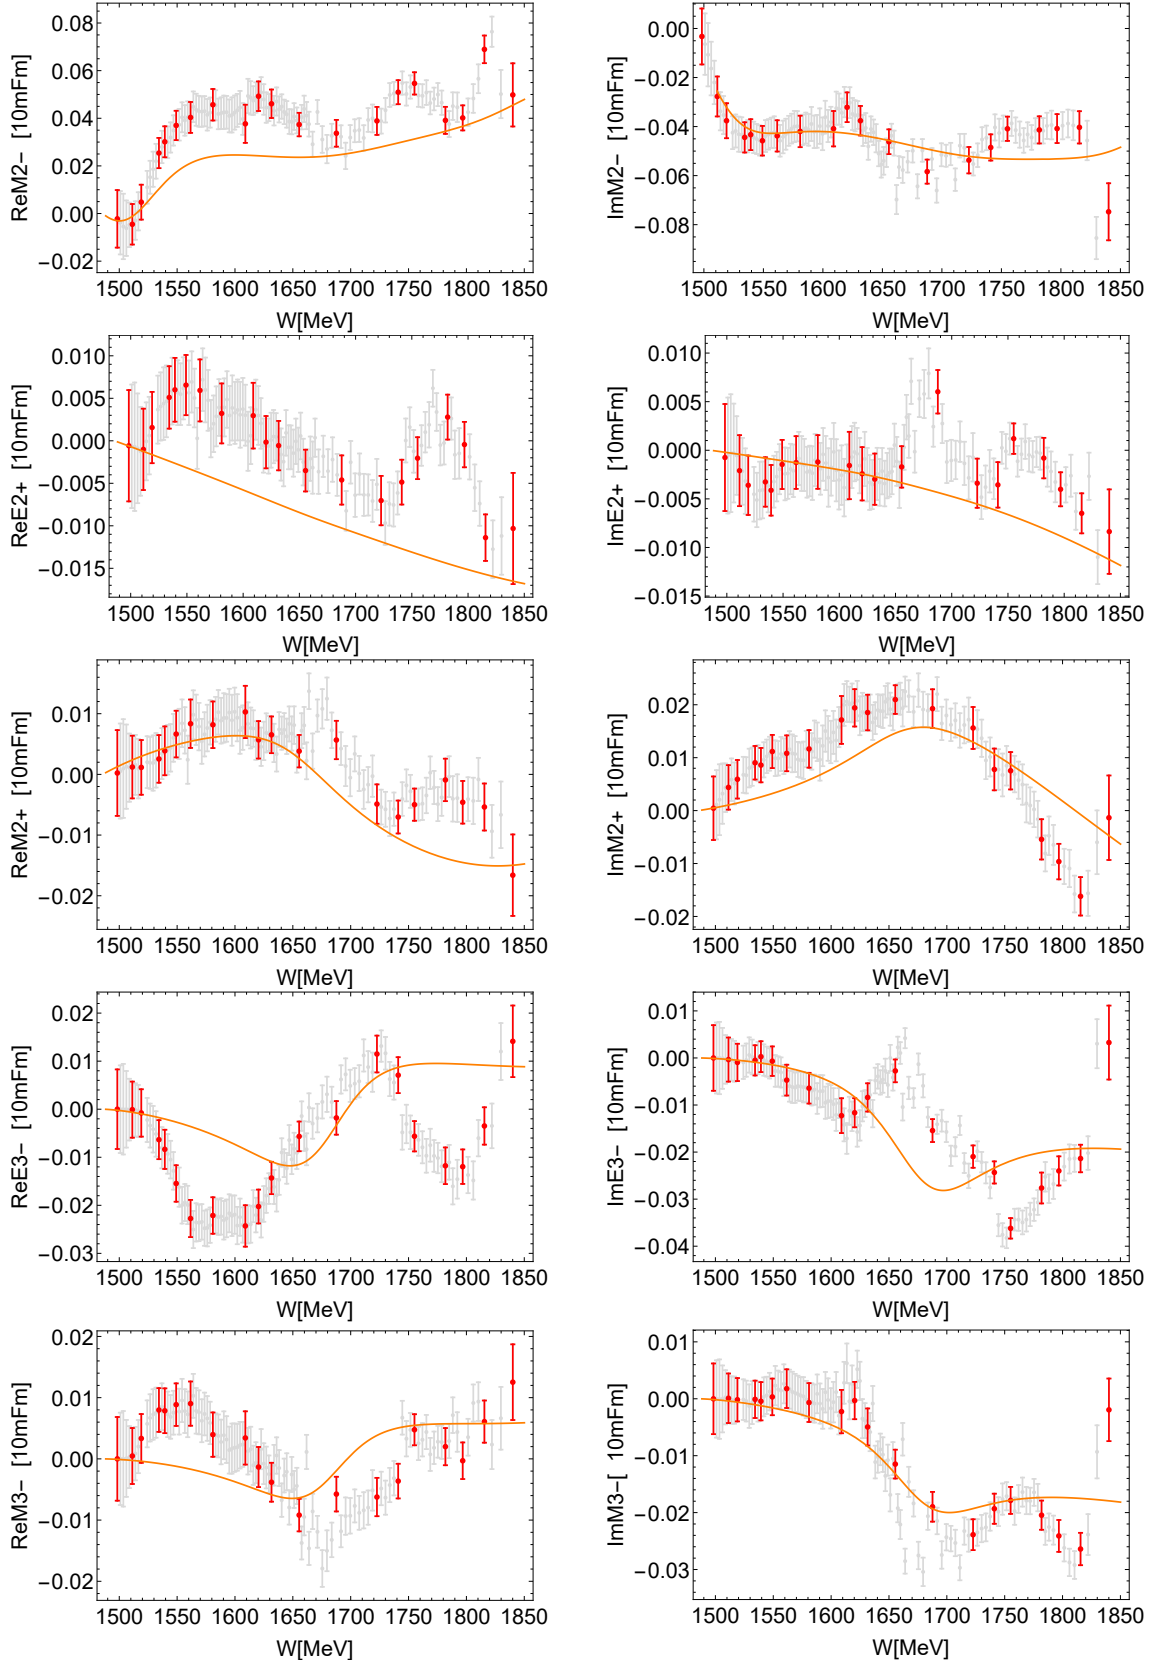 ReM2− [10mFm]
0.08
0.06
0.04
0.02
0.00
−0.02
1500 1550 1600 1650 1700 1750 1800 1850
W[MeV]
ImM2− [10mFm]
0.00
−0.02
−0.04
−0.06
−0.08
1500 1550 1600 1650 1700 1750 1800 1850
W[MeV]
ReE2+ [10mFm]
0.010
0.005
0.000
−0.005
−0.010
−0.015
1500 1550 1600 1650 1700 1750 1800 1850
W[MeV]
ImE2+ [10mFm]
0.010
0.005
0.000
−0.005
−0.010
−0.015
1500 1550 1600 1650 1700 1750 1800 1850
W[MeV]
ReM2+ [10mFm]
0.01
0.00
−0.01
−0.02
1500 1550 1600 1650 1700 1750 1800 1850
W[MeV]
ImM2+ [10mFm]
0.02
0.01
0.00
−0.01
−0.02
1500 1550 1600 1650 1700 1750 1800 1850
W[MeV]
ReE3− [10mFm]
0.02
0.01
0.00
−0.01
−0.02
−0.03
1500 1550 1600 1650 1700 1750 1800 1850
W[MeV]
ImE3− [10mFm]
0.01
0.00
−0.01
−0.02
−0.03
−0.04
1500 1550 1600 1650 1700 1750 1800 1850
W[MeV]
ReM3− [10mFm]
0.02
0.01
0.00
−0.01
−0.02
1500 1550 1600 1650 1700 1750 1800 1850
W[MeV]
ImM3−[ 10mFm]
0.01
0.00
−0.01
−0.02
−0.03
1500 1550 1600 1650 1700 1750 1800 1850
W[MeV]